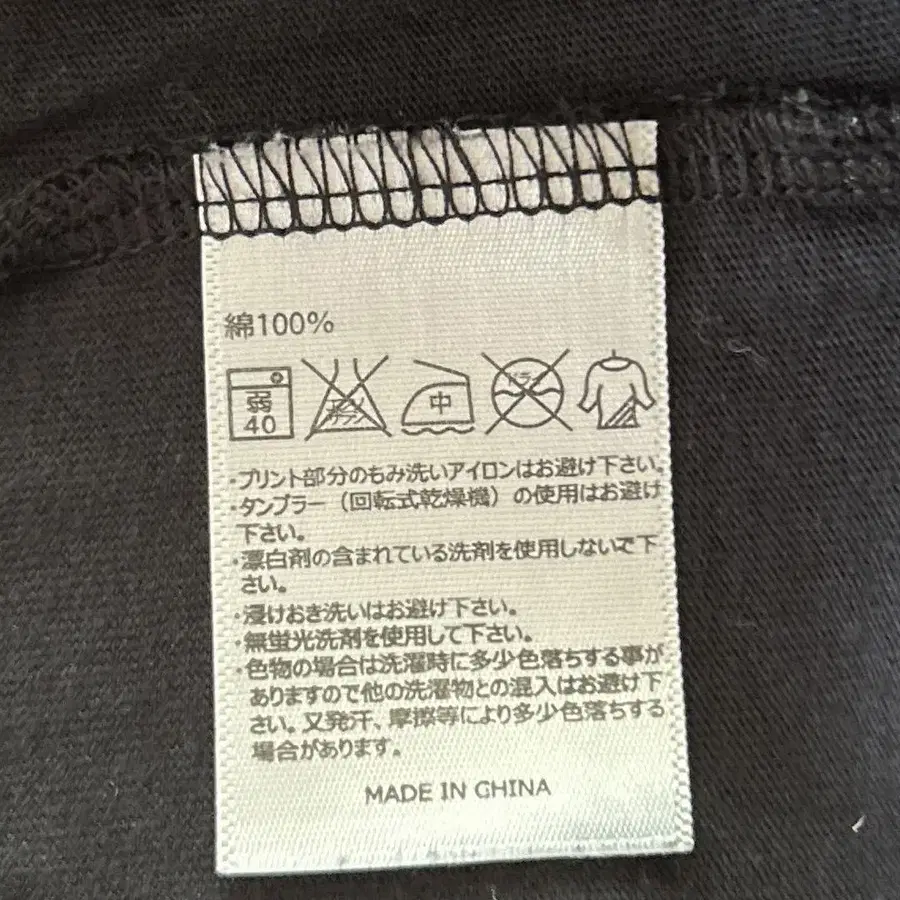 綿100%
弱
40
中
・プリント部分のもみ洗いアイロンはお避け下さい。
・タンブラー（回転式乾燥機）の使用はお避け
下さい。
・漂白剤の含まれている洗剤を使用しないで下
さい。
・浸けおき洗いはお避け下さい。
・無蛍光洗剤を使用して下さい。
・色物の場合は洗濯時に多少色落ちする事が
ありますので他の洗濯物との混入はお避け下
さい。又発汗、摩擦等により多少色落ちする
場合があります。
MADE IN CHINA